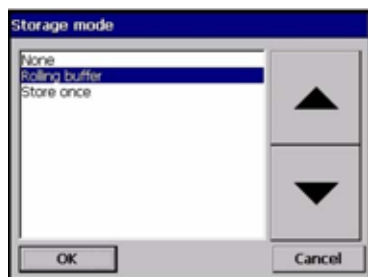 Storage mode
None
Rolling buffer
Store once
OK
Cancel